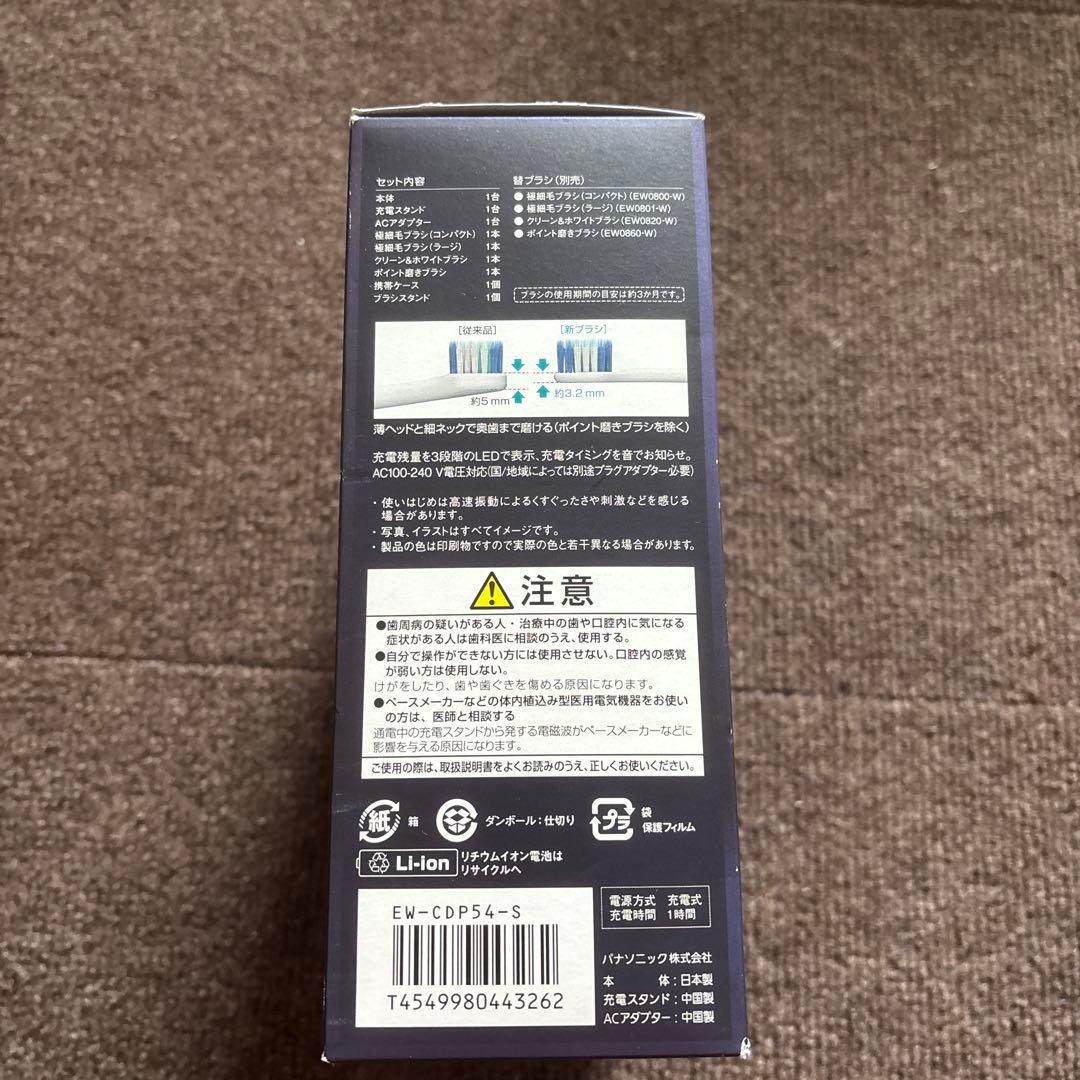 セット内容
本体 1台
充電スタンド 1台
ACアダプター 1台
極細毛ブラシ(コンパクト) 1本
極細毛ブラシ(ラージ) 1本
クリーン&ホワイトブラシ 1本
ポイント磨きブラシ 1本
携帯ケース 1個
ブラシスタンド 1個
替ブラシ(別売)
● 極細毛ブラシ(コンパクト)(EW0800-W)
● 極細毛ブラシ(ラージ)(EW0801-W)
● クリーン&ホワイトブラシ(EW0820-W)
● ポイント磨きブラシ(EW0860-W)
ブラシの使用期間の目安は約3か月です。
[従来品] [新ブラシ]
約5mm 約3.2mm
薄ヘッドと細ネックで奥歯まで磨ける(ポイント磨きブラシを除く)
充電残量を3段階のLEDで表示、充電タイミングを音でお知らせ。
AC100-240 V電圧対応(国/地域によっては別途プラグアダプター必要)
・使いはじめは高速振動によるくすぐったさや刺激などを感じる
場合があります。
・写真、イラストはすべてイメージです。
・製品の色は印刷物ですので実際の色と若干異なる場合があります。
注意
●歯周病の疑いがある人・治療中の歯や口腔内に気になる
症状がある人は歯科医に相談のうえ、使用する。
●自分で操作ができない方には使用させない。口腔内の感覚
が弱い方は使用しない。
けがをしたり、歯や歯ぐきを傷める原因になります。
●ペースメーカーなどの体内植込み型医用電気機器をお使い
の方は、医師と相談する
通電中の充電スタンドから発する電磁波がペースメーカーなどに
影響を与える原因になります。
ご使用の際は、取扱説明書をよくお読みのうえ、正しくお使いください。
紙 箱 ダンボール:仕切り プラ 袋
保護フィルム
Li-ion リチウムイオン電池は
リサイクルへ
EW-CDP54-S
T4549980443262
電源方式 充電式
充電時間 1時間
パナソニック株式会社
本体:日本製
充電スタンド:中国製
ACアダプター:中国製